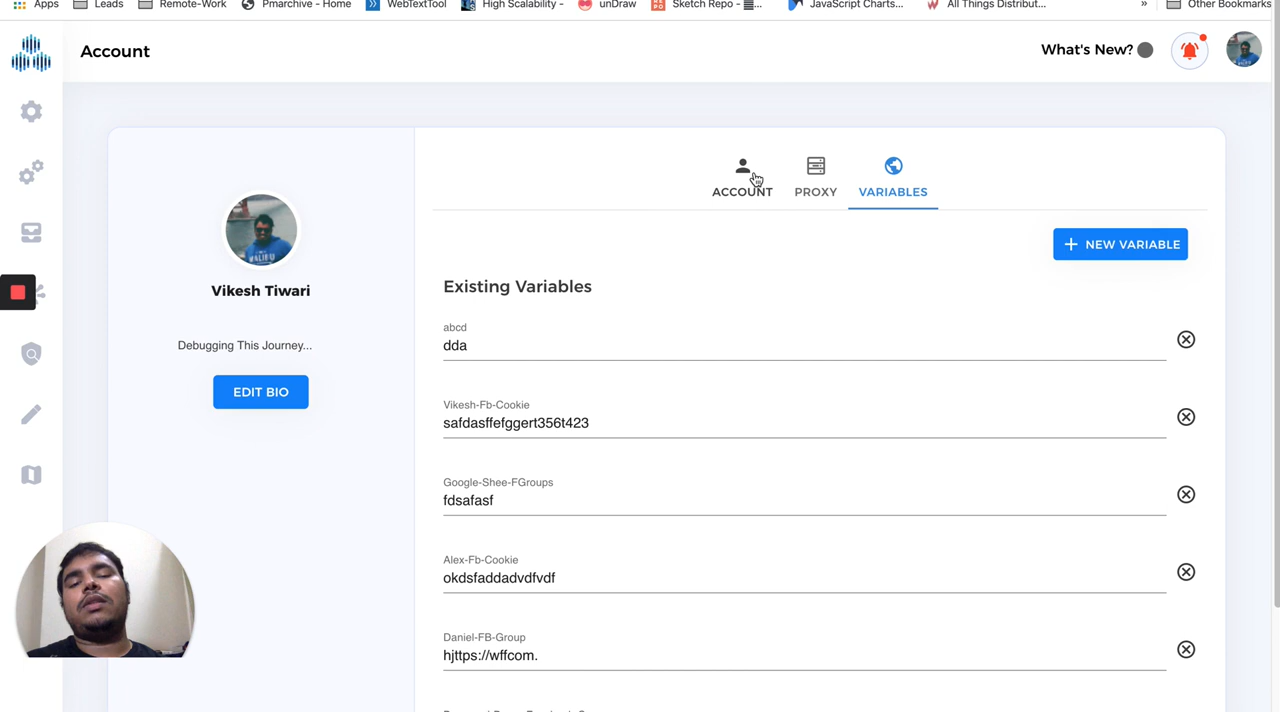 Apps Leads Remote-Work Pmarchive - Home WebTextTool High Scalability - unDraw Sketch Repo - ... JavaScript Charts... All Things Distribut... » Other Bookmarks
Account
What's New?
ACCOUNT PROXY VARIABLES
+ NEW VARIABLE
Vikesh Tiwari
Debugging This Journey...
EDIT BIO
Existing Variables
abcd
dda
Vikesh-Fb-Cookie
safdasffefggert356t423
Google-Shee-FGroups
fdsafasf
Alex-Fb-Cookie
okdsfaddadvdfvdf
Daniel-FB-Group
hjttps://wffcom.